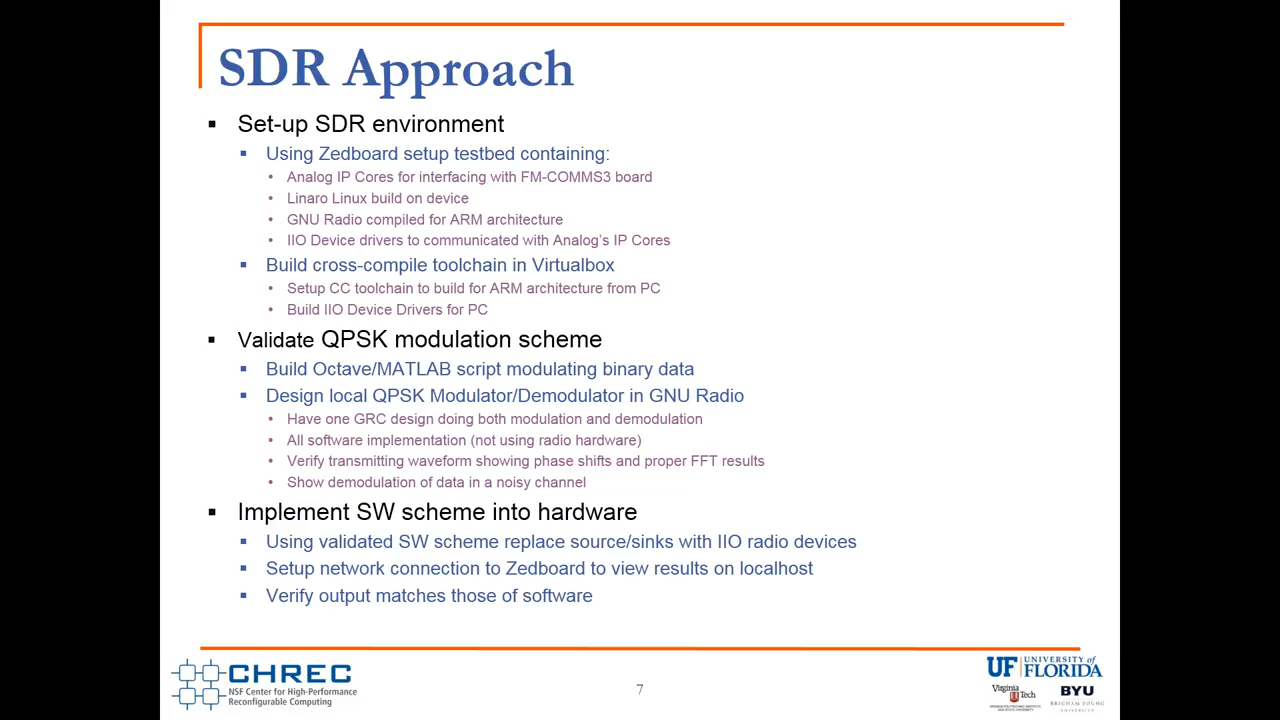 SDR Approach
▪ Set-up SDR environment
▪ Using Zedboard setup testbed containing:
• Analog IP Cores for interfacing with FM-COMMS3 board
• Linaro Linux build on device
• GNU Radio compiled for ARM architecture
• IIO Device drivers to communicated with Analog's IP Cores
▪ Build cross-compile toolchain in Virtualbox
• Setup CC toolchain to build for ARM architecture from PC
• Build IIO Device Drivers for PC
▪ Validate QPSK modulation scheme
▪ Build Octave/MATLAB script modulating binary data
▪ Design local QPSK Modulator/Demodulator in GNU Radio
• Have one GRC design doing both modulation and demodulation
• All software implementation (not using radio hardware)
• Verify transmitting waveform showing phase shifts and proper FFT results
• Show demodulation of data in a noisy channel
▪ Implement SW scheme into hardware
▪ Using validated SW scheme replace source/sinks with IIO radio devices
▪ Setup network connection to Zedboard to view results on localhost
▪ Verify output matches those of software
CHREC
NSF Center for High-Performance
Reconfigurable Computing
7
UF UNIVERSITY of
FLORIDA
Virginia Tech
BYU
BRIGHAM YOUNG
UNIVERSITY